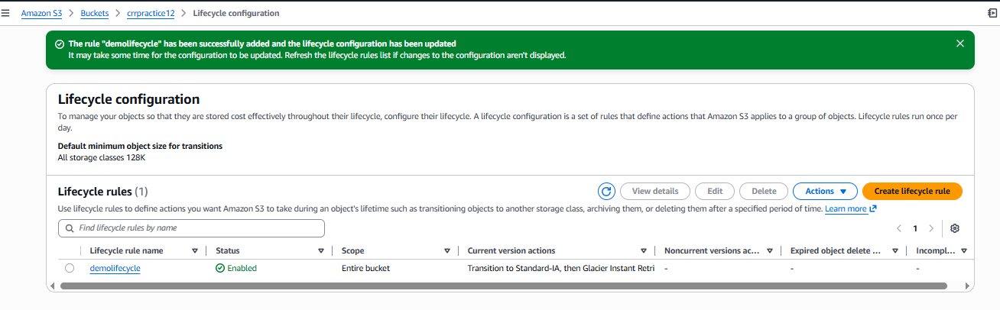 Amazon S3 > Buckets > crrpractice12 > Lifecycle configuration
The rule "demolifecycle" has been successfully added and the lifecycle configuration has been updated
It may take some time for the configuration to be updated. Refresh the lifecycle rules list if changes to the configuration aren't displayed.
Lifecycle configuration
To manage your objects so that they are stored cost effectively throughout their lifecycle, configure their lifecycle. A lifecycle configuration is a set of rules that define actions that Amazon S3 applies to a group of objects. Lifecycle rules run once per
day.
Default minimum object size for transitions
All storage classes 128K
Lifecycle rules (1)
View details
Edit
Delete
Actions
Create lifecycle rule
Use lifecycle rules to define actions you want Amazon S3 to take during an object's lifetime such as transitioning objects to another storage class, archiving them, or deleting them after a specified period of time. Learn more
Find lifecycle rules by name
< 1 >
Lifecycle rule name Status Scope Current version actions Noncurrent versions ac... Expired object delete ... Incompl...
demolifecycle Enabled Entire bucket Transition to Standard-IA, then Glacier Instant Retri - - -